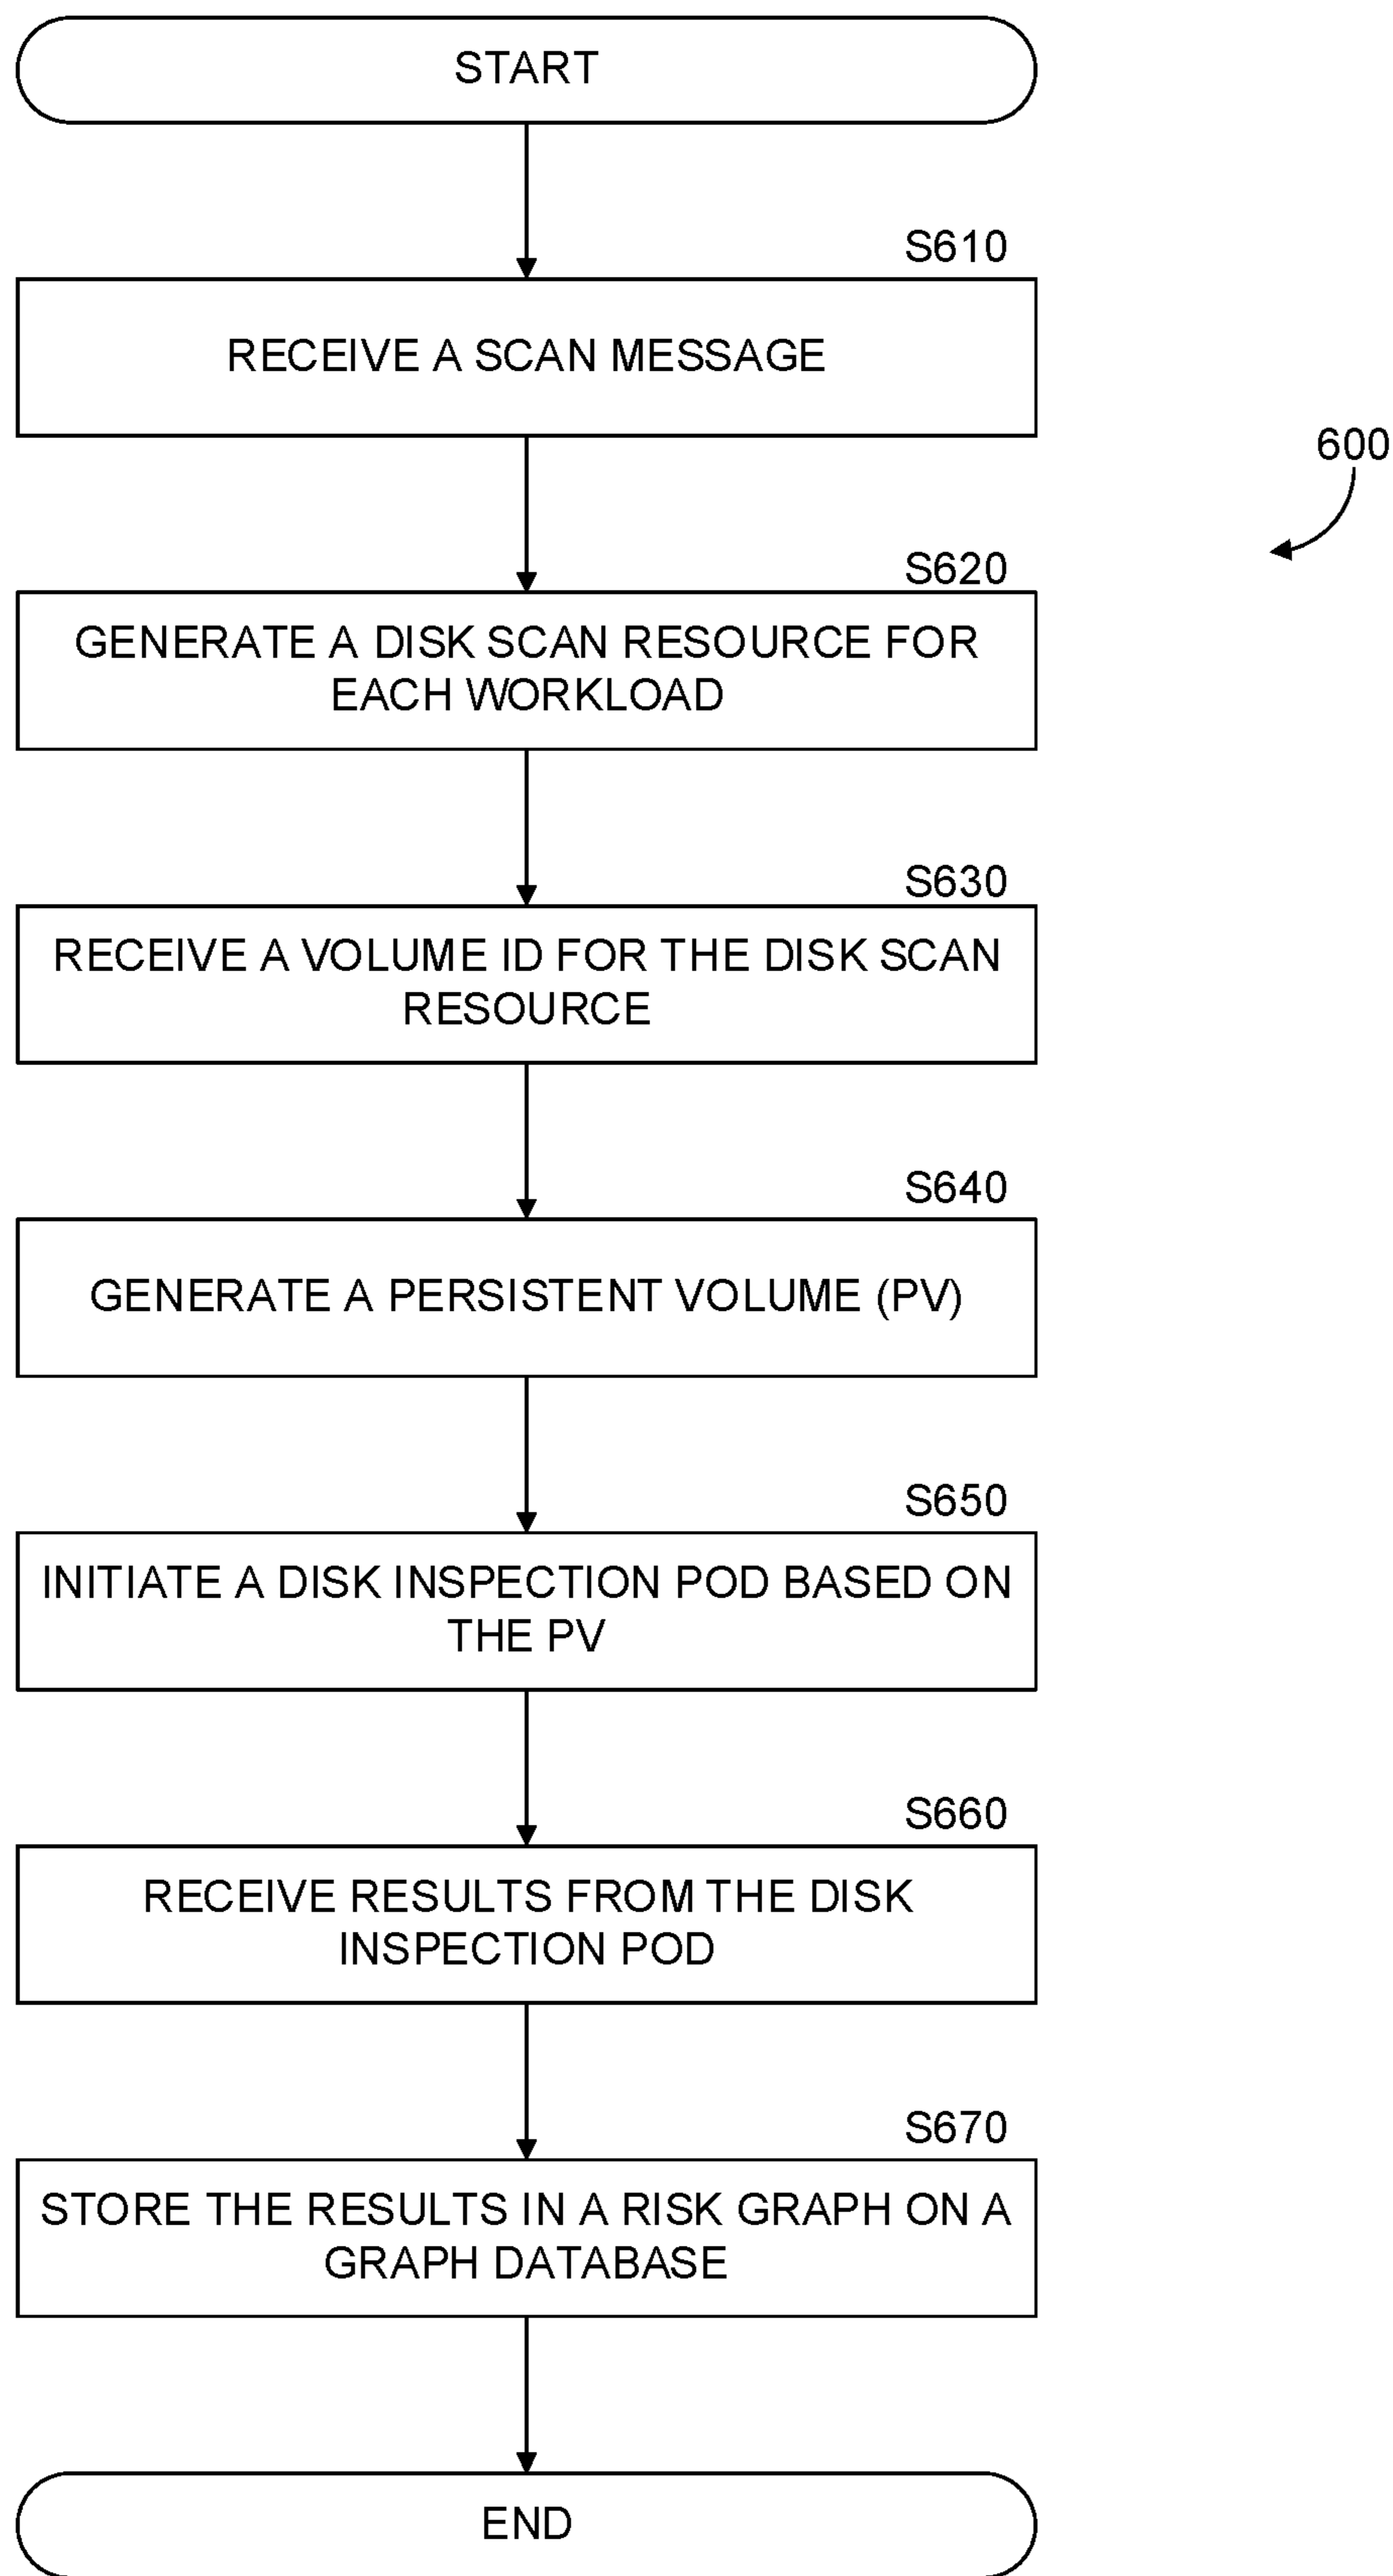 START
S610
RECEIVE A SCAN MESSAGE
600
S620
GENERATE A DISK SCAN RESOURCE FOR
EACH WORKLOAD
S630
RECEIVE A VOLUME ID FOR THE DISK SCAN
RESOURCE
S640
GENERATE A PERSISTENT VOLUME (PV)
S650
INITIATE A DISK INSPECTION POD BASED ON
THE PV
S660
RECEIVE RESULTS FROM THE DISK
INSPECTION POD
S670
STORE THE RESULTS IN A RISK GRAPH ON A
GRAPH DATABASE
END